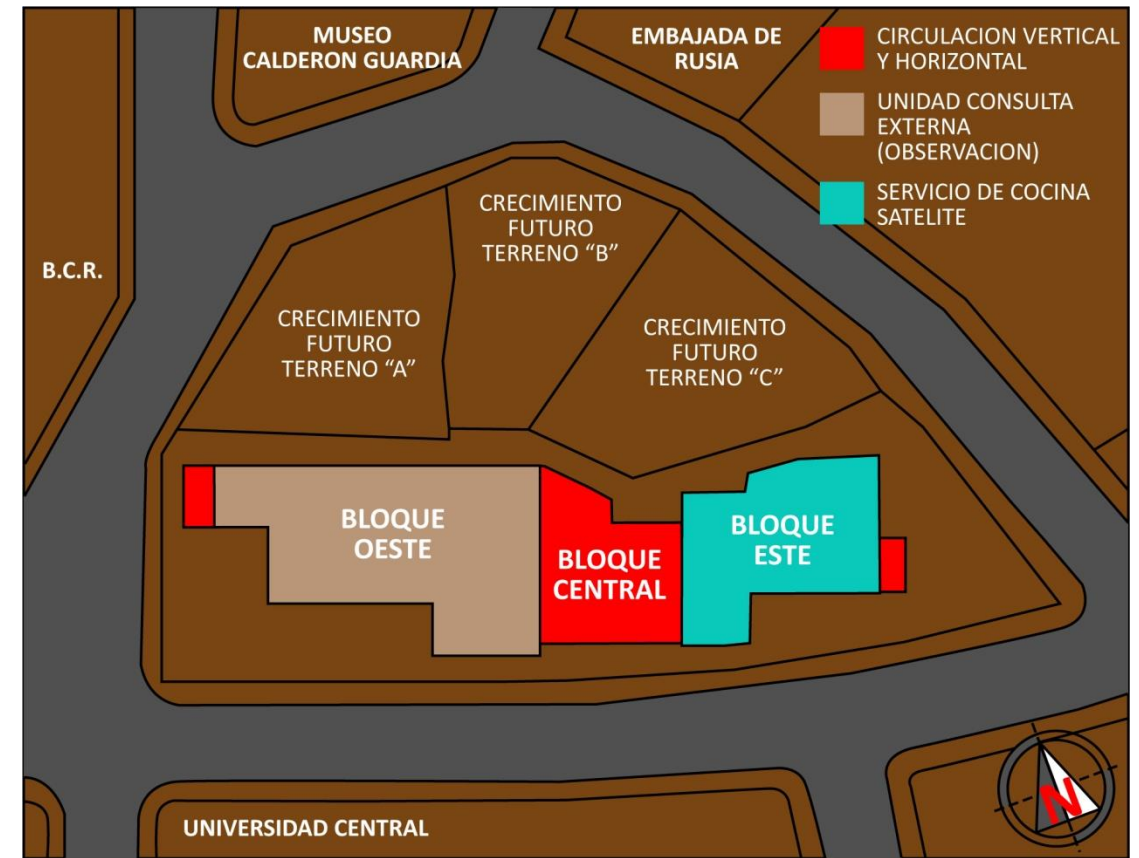 MUSEO
CALDERON GUARDIA
EMBAJADA DE
RUSIA
CIRCULACION VERTICAL
Y HORIZONTAL
UNIDAD CONSULTA
EXTERNA
(OBSERVACION)
SERVICIO DE COCINA
SATELITE
B.C.R.
CRECIMIENTO
FUTURO
TERRENO “B”
CRECIMIENTO
FUTURO
TERRENO “A”
CRECIMIENTO
FUTURO
TERRENO “C”
BLOQUE
OESTE
BLOQUE
CENTRAL
BLOQUE
ESTE
UNIVERSIDAD CENTRAL
N